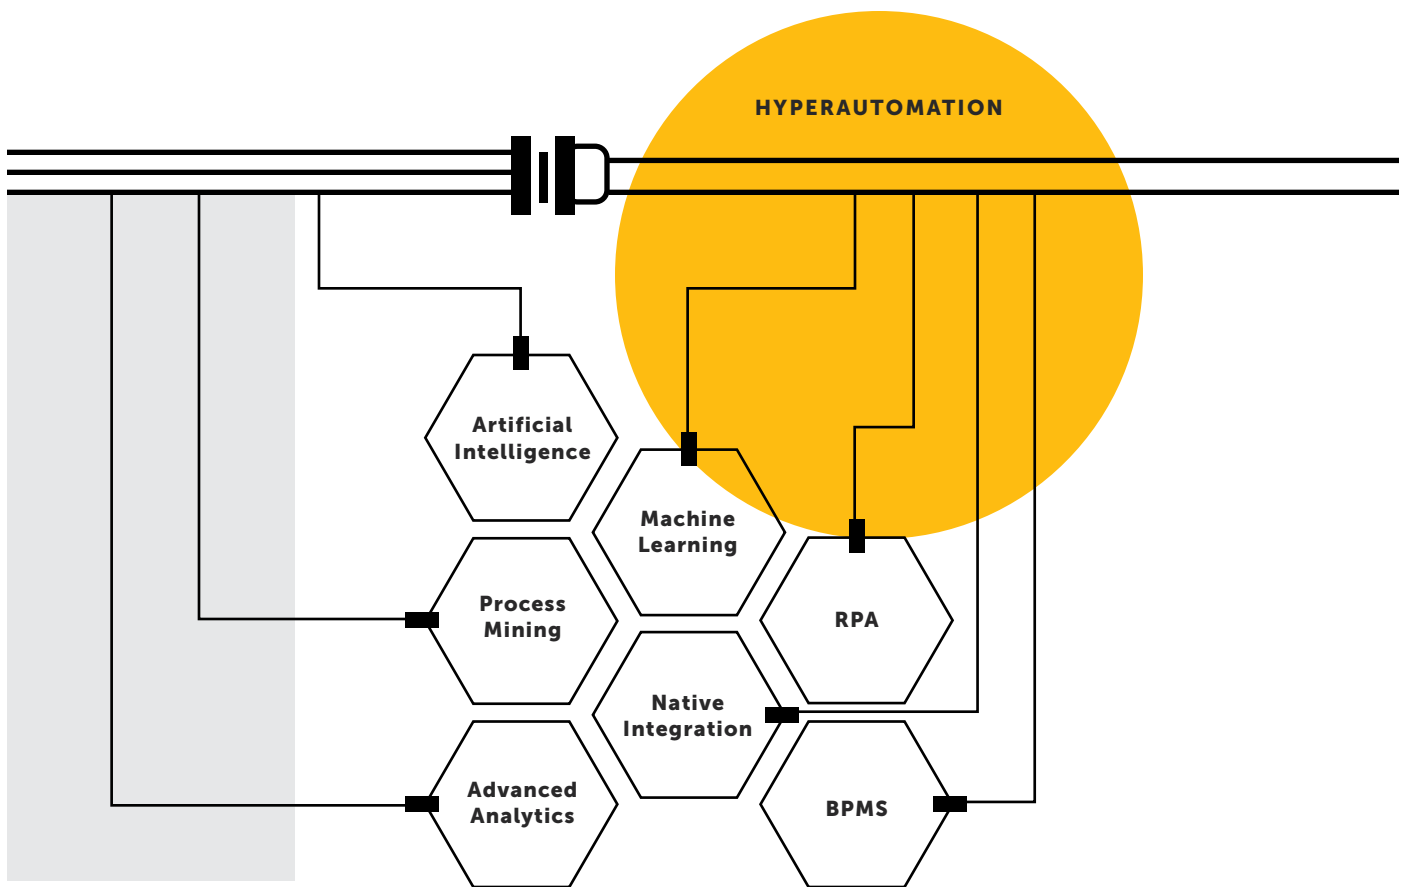 HYPERAUTOMATION
Artificial
Intelligence
Machine
Learning
Process
Mining
RPA
Native
Integration
Advanced
Analytics
BPMS